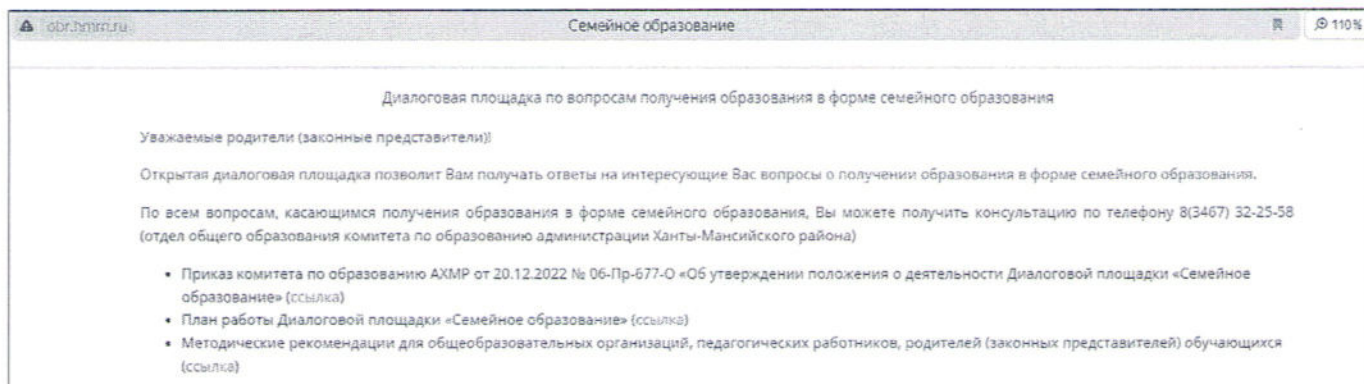 obr.hmrn.ru
Семейное образование
110%
Диалоговая площадка по вопросам получения образования в форме семейного образования
Уважаемые родители (законные представители)!
Открытая диалоговая площадка позволит Вам получать ответы на интересующие Вас вопросы о получении образования в форме семейного образования.
По всем вопросам, касающимся получения образования в форме семейного образования, Вы можете получить консультацию по телефону 8(3467) 32-25-58
(отдел общего образования комитета по образованию администрации Ханты-Мансийского района)
• Приказ комитета по образованию АХМР от 20.12.2022 № 06-Пр-677-О «Об утверждении положения о деятельности Диалоговой площадки «Семейное
образование» (ссылка)
• План работы Диалоговой площадки «Семейное образование» (ссылка)
• Методические рекомендации для общеобразовательных организаций, педагогических работников, родителей (законных представителей) обучающихся
(ссылка)